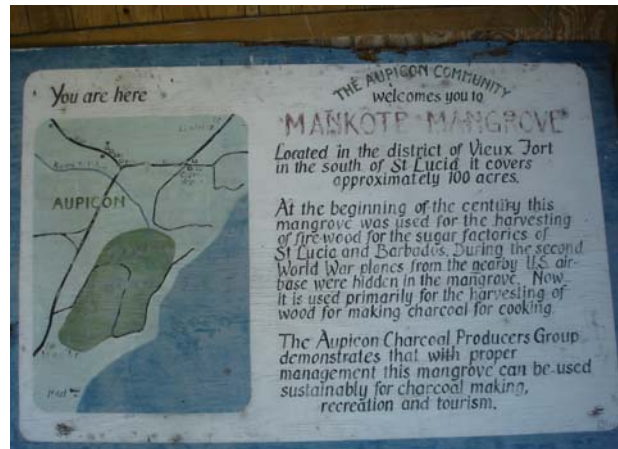 You are here
AUPICON
THE AUPICON COMMUNITY
welcomes you to
MANKOTE MANGROVE
Located in the district of Vieux Fort
in the south of St Lucia it covers
approximately 100 acres.
At the beginning of the century this
mangrove was used for the harvesting
of fire-wood for the sugar factories of
St Lucia and Barbados. During the second
World War planes from the nearby U.S. air-
base were hidden in the mangrove. Now
it is used primarily for the harvesting of
wood for making charcoal for cooking.
The Aupicon Charcoal Producers Group
demonstrates that with proper
management this mangrove can be used
sustainably for charcoal making,
recreation and tourism.